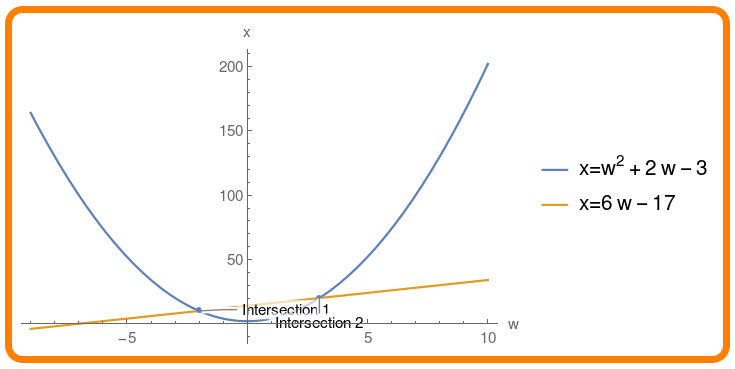 x
200
150
100
50
−5
5
10
w
Intersection 1
Intersection 2
x=w² + 2 w − 3
x=6 w − 17